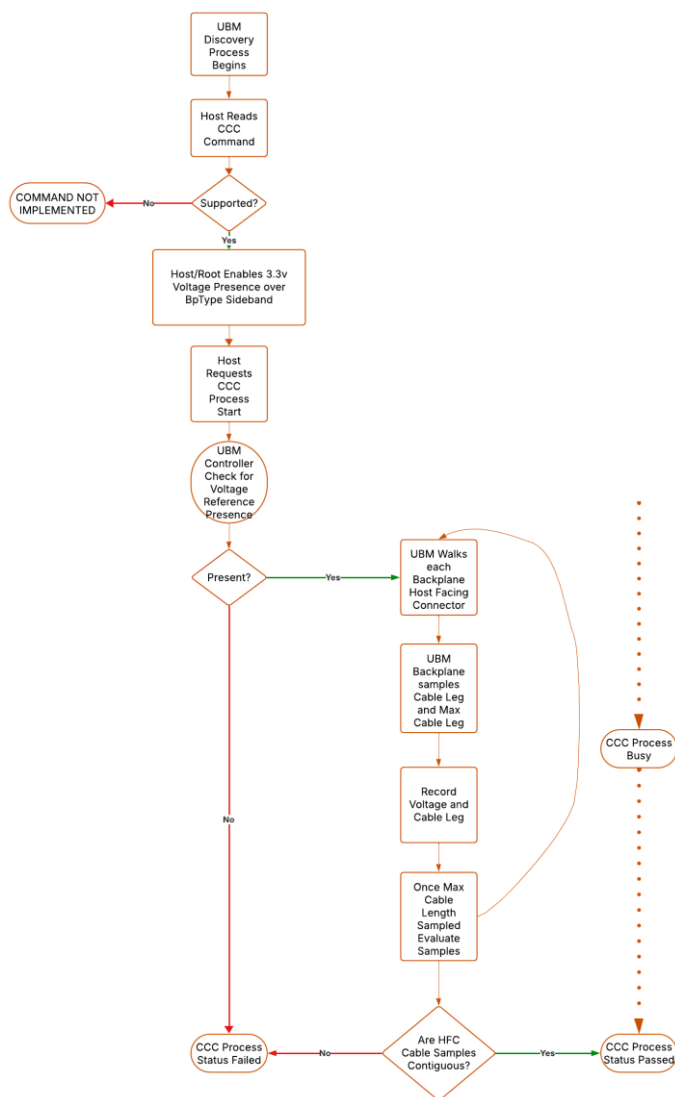 UBM
Discovery
Process
Begins
Host Reads
CCC
Command
COMMAND NOT
IMPLEMENTED
No
Supported?
Yes
Host/Root Enables 3.3v
Voltage Presence over
BpType Sideband
Host
Requests
CCC
Process
Start
UBM
Controller
Check for
Voltage
Reference
Presence
Present?
Yes
UBM Walks
each
Backplane
Host Facing
Connector
UBM
Backplane
samples
Cable Leg
and Max
Cable Leg
CCC Process
Busy
Record
Voltage and
Cable Leg
No
Once Max
Cable
Length
Sampled
Evaluate
Samples
CCC Process
Status Failed
No
Are HFC
Cable Samples
Contiguous?
Yes
CCC Process
Status Passed